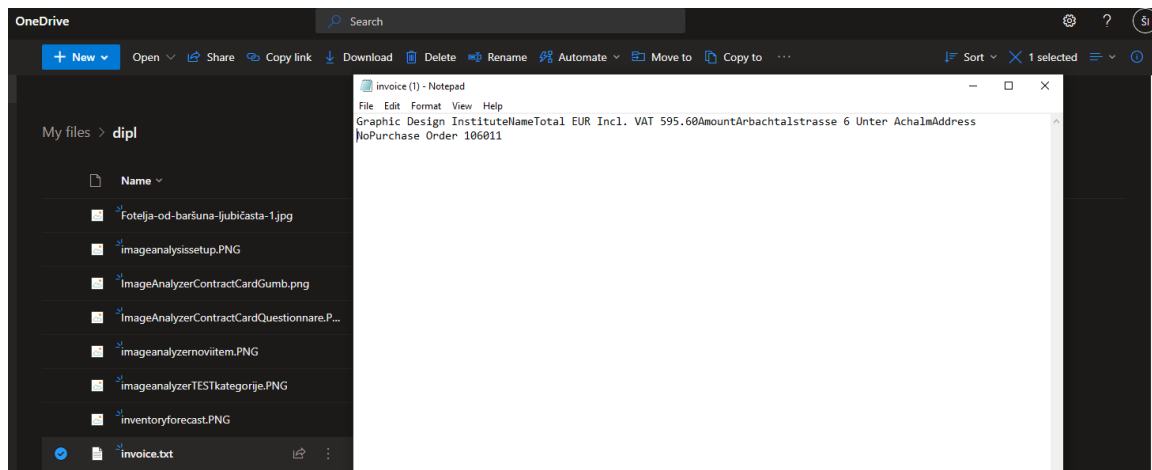 OneDrive
Search
?
ŠI
+ New
Open
Share
Copy link
Download
Delete
Rename
Automate
Move to
Copy to
...
Sort
1 selected
invoice (1) - Notepad
File Edit Format View Help
Graphic Design InstituteNameTotal EUR Incl. VAT 595.60AmountArbachtalstrasse 6 Unter AchalmAddress
NoPurchase Order 106011
My files > dipl
Name
Fotelja-od-baršuna-ljubičasta-1.jpg
imageanalysissetup.PNG
ImageAnalyzerContractCardGumb.png
ImageAnalyzerContractCardQuestionnare.P...
imageanalyzernoviitem.PNG
imageanalyzerTESTkategorije.PNG
inventoryforecast.PNG
invoice.txt